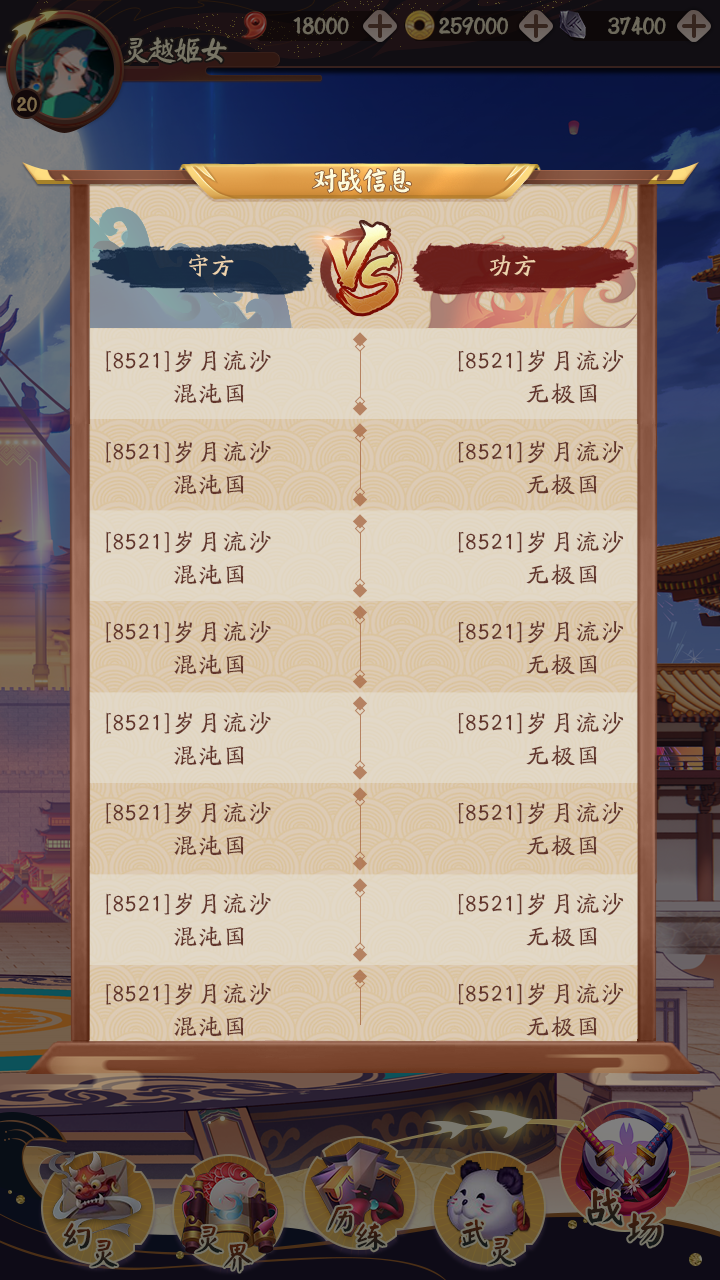 灵越姬女
18000
259000
37400
20
对战信息
守方
VS
功方
[8521]岁月流沙
混沌国
[8521]岁月流沙
无极国
[8521]岁月流沙
混沌国
[8521]岁月流沙
无极国
[8521]岁月流沙
混沌国
[8521]岁月流沙
无极国
[8521]岁月流沙
混沌国
[8521]岁月流沙
无极国
[8521]岁月流沙
混沌国
[8521]岁月流沙
无极国
[8521]岁月流沙
混沌国
[8521]岁月流沙
无极国
[8521]岁月流沙
混沌国
[8521]岁月流沙
无极国
[8521]岁月流沙
混沌国
[8521]岁月流沙
无极国
幻灵
灵界
历练
武灵
战场